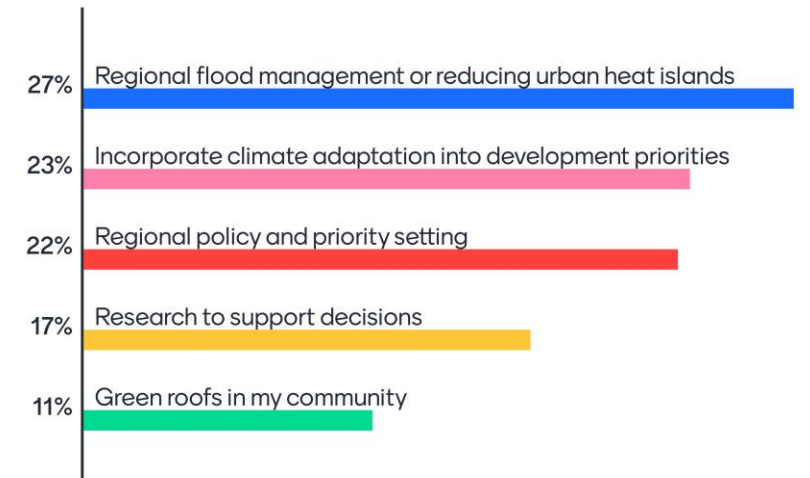 27% Regional flood management or reducing urban heat islands
23% Incorporate climate adaptation into development priorities
22% Regional policy and priority setting
17% Research to support decisions
11% Green roofs in my community